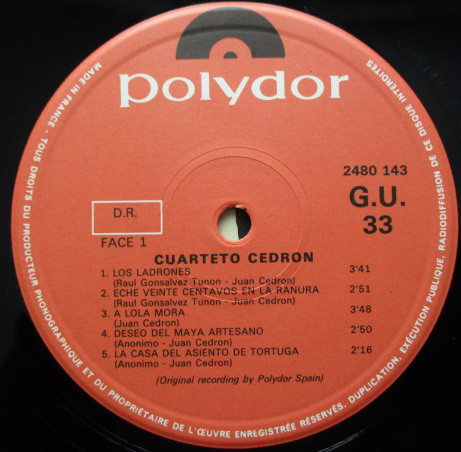 polydor
MADE IN FRANCE · TOUS DROITS DU PRODUCTEUR PHONOGRAPHIQUE ET DU PROPRIÉTAIRE DE L'ŒUVRE ENREGISTRÉE RÉSERVÉS, DUPLICATION, EXÉCUTION PUBLIQUE, RADIODIFFUSION DE CE DISQUE INTERDITES
2480 143
G.U.
33
D.R.
FACE 1
CUARTETO CEDRON
1. LOS LADRONES 3'41
(Raul Gonsalvez Tunon - Juan Cedron)
2. ECHE VEINTE CENTAVOS EN LA RANURA 2'51
(Raul Gonsalvez Tunon - Juan Cedron)
3. A LOLA MORA 3'48
(Juan Cedron)
4. DESEO DEL MAYA ARTESANO 2'50
(Anonimo - Juan Cedron)
5. LA CASA DEL ASIENTO DE TORTUGA 2'16
(Anonimo - Juan Cedron)
(Original recording by Polydor Spain)